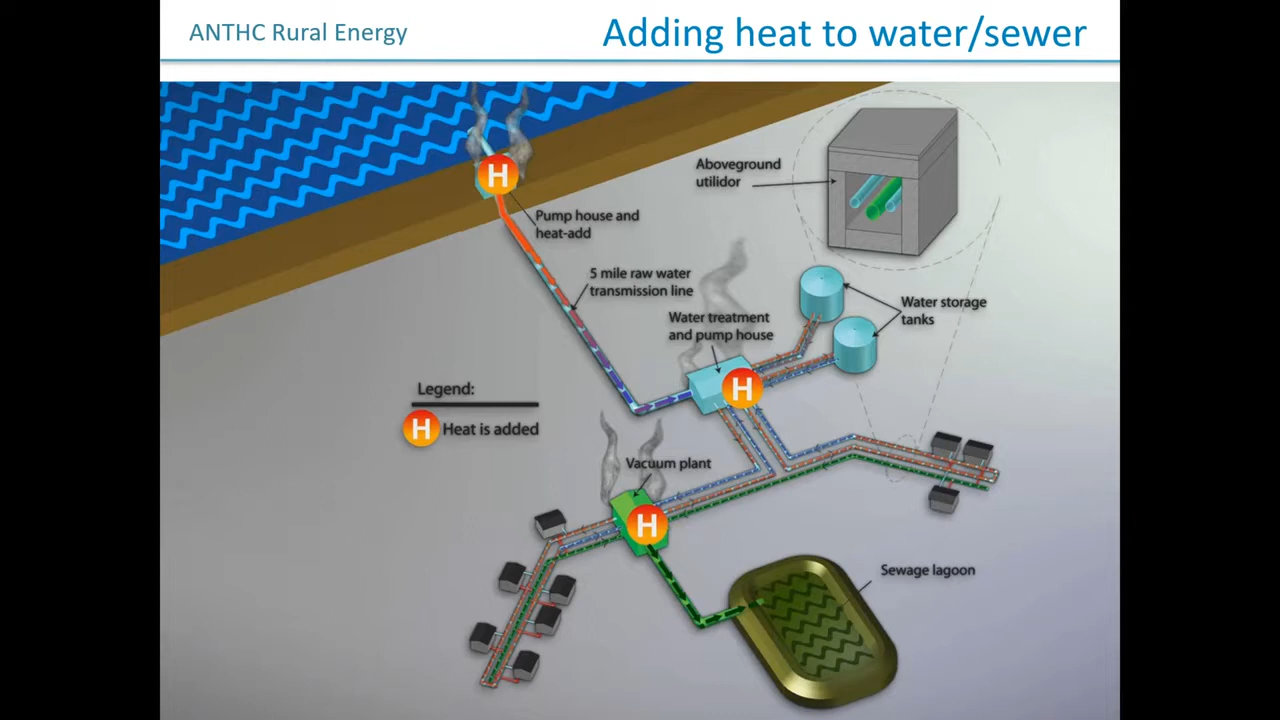 ANTHC Rural Energy
Adding heat to water/sewer
H
Aboveground
utilidor
Pump house and
heat-add
5 mile raw water
transmission line
Water storage
tanks
Water treatment
and pump house
H
Legend:
H Heat is added
Vacuum plant
H
Sewage lagoon